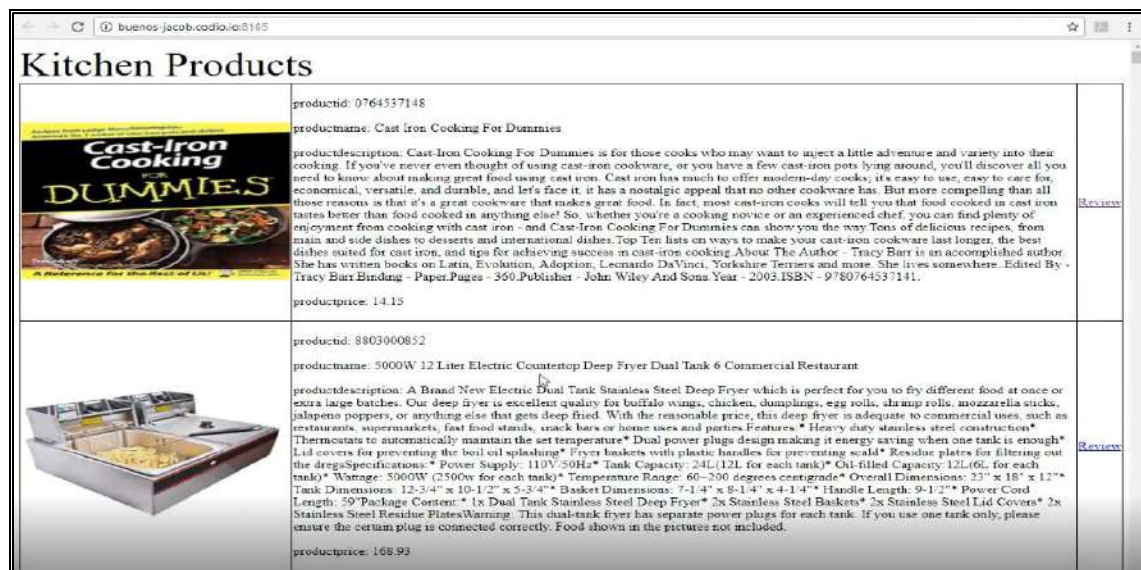 buenos-jacob.codio.io:8185
Kitchen Products
Cast-Iron
Cooking
FOR
DUMMIES
A Reference for the Rest of Us!
productid: 0764537148
productname: Cast Iron Cooking For Dummies
productdescription: Cast-Iron Cooking For Dummies is for those cooks who may want to inject a little adventure and variety into their
cooking. If you've never even thought of using cast-iron cookware, or you have a few cast-iron pots lying around, you'll discover all you
need to know about making great food using cast iron. Cast iron has much to offer modern-day cooks; it's easy to use, easy to care for,
economical, versatile, and durable, and let's face it, it has a nostalgic appeal that no other cookware has. But more compelling than all
those reasons is that it's a great cookware that makes great food. In fact, most cast-iron cooks will tell you that food cooked in cast iron
tastes better than food cooked in anything else! So, whether you're a cooking novice or an experienced chef, you can find plenty of
enjoyment from cooking with cast iron - and Cast-Iron Cooking For Dummies can show you the way.Tons of delicious recipes, from
main and side dishes to desserts and international dishes.Top Ten lists on ways to make your cast-iron cookware last longer, the best
dishes suited for cast iron, and tips for achieving success in cast-iron cooking.About The Author - Tracy Barr is an accomplished author.
She has written books on Latin, Evolution, Adoption, Leonardo DaVinci, Yorkshire Terriers and more. She lives somewhere..Edited By -
Tracy Barr.Binding - Paper.Pages - 360.Publisher - John Wiley And Sons.Year - 2003.ISBN - 9780764537141.
productprice: 14.15
Review
productid: 8803000852
productname: 5000W 12 Liter Electric Countertop Deep Fryer Dual Tank 6 Commercial Restaurant
productdescription: A Brand New Electric Dual Tank Stainless Steel Deep Fryer which is perfect for you to fry different food at once or
extra large batches. Our deep fryer is excellent quality for buffalo wings, chicken, dumplings, egg rolls, shrimp rolls, mozzarella sticks,
jalapeno poppers, or anything else that gets deep fried. With the reasonable price, this deep fryer is adequate to commercial uses, such as
restaurants, supermarkets, fast food stands, snack bars or home uses and parties.Features:* Heavy duty stainless steel construction*
Thermostats to automatically maintain the set temperature* Dual power plugs design making it energy saving when one tank is enough*
Lid covers for preventing the boil oil splashing* Fryer baskets with plastic handles for preventing scald* Residue plates for filtering out
the dregsSpecifications:* Power Supply: 110V/50Hz* Tank Capacity: 24L(12L for each tank)* Oil-filled Capacity:12L(6L for each
tank)* Wattage: 5000W (2500w for each tank)* Temperature Range: 60~200 degrees centigrade* Overall Dimensions: 23" x 18" x 12"*
Tank Dimensions: 12-3/4" x 10-1/2" x 5-3/4"* Basket Dimensions: 7-1/4" x 8-1/4" x 4-1/4"* Handle Length: 9-1/2"* Power Cord
Length: 59"Package Content:* 1x Dual Tank Stainless Steel Deep Fryer* 2x Stainless Steel Baskets* 2x Stainless Steel Lid Covers* 2x
Stainless Steel Residue PlatesWarning: This dual-tank fryer has separate power plugs for each tank. If you use one tank only, please
ensure the certain plug is connected correctly. Food shown in the pictures not included.
productprice: 168.93
Review